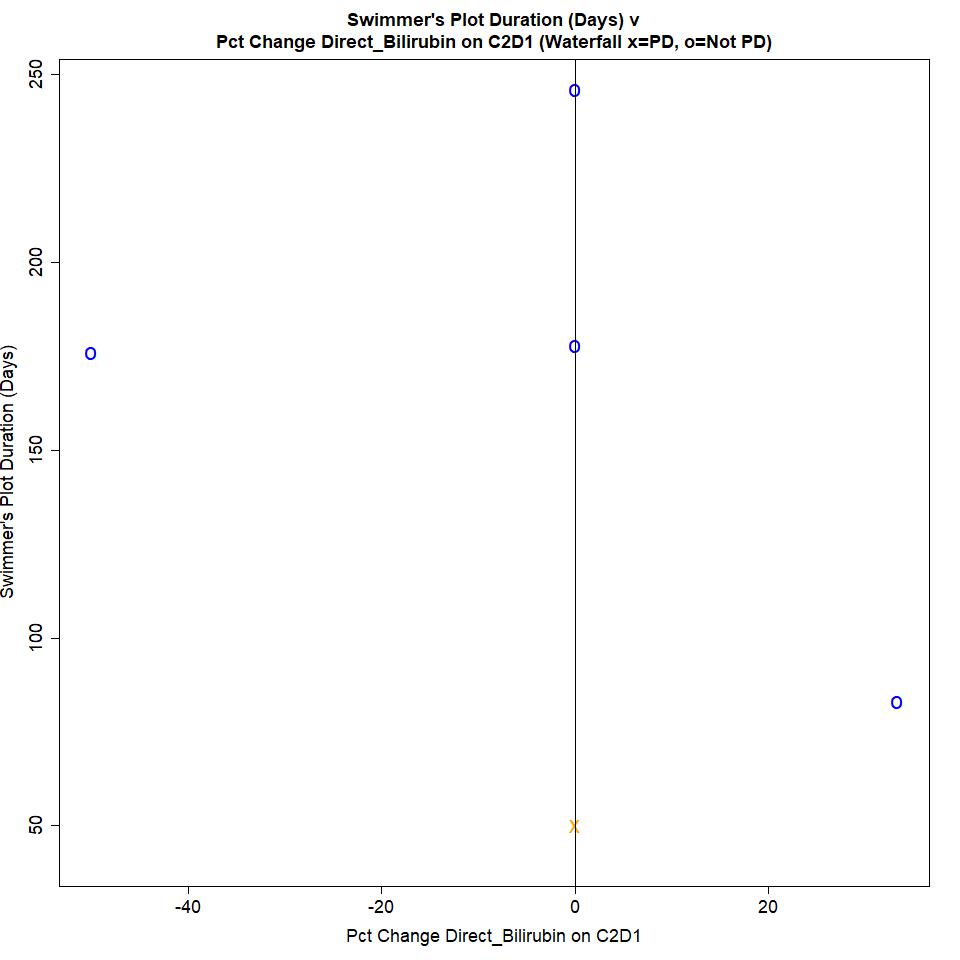 Swimmer's Plot Duration (Days) v
Pct Change Direct_Bilirubin on C2D1 (Waterfall x=PD, o=Not PD)
Swimmer's Plot Duration (Days)
250
200
150
100
50
O
O
O
O
X
-40
-20
0
20
Pct Change Direct_Bilirubin on C2D1